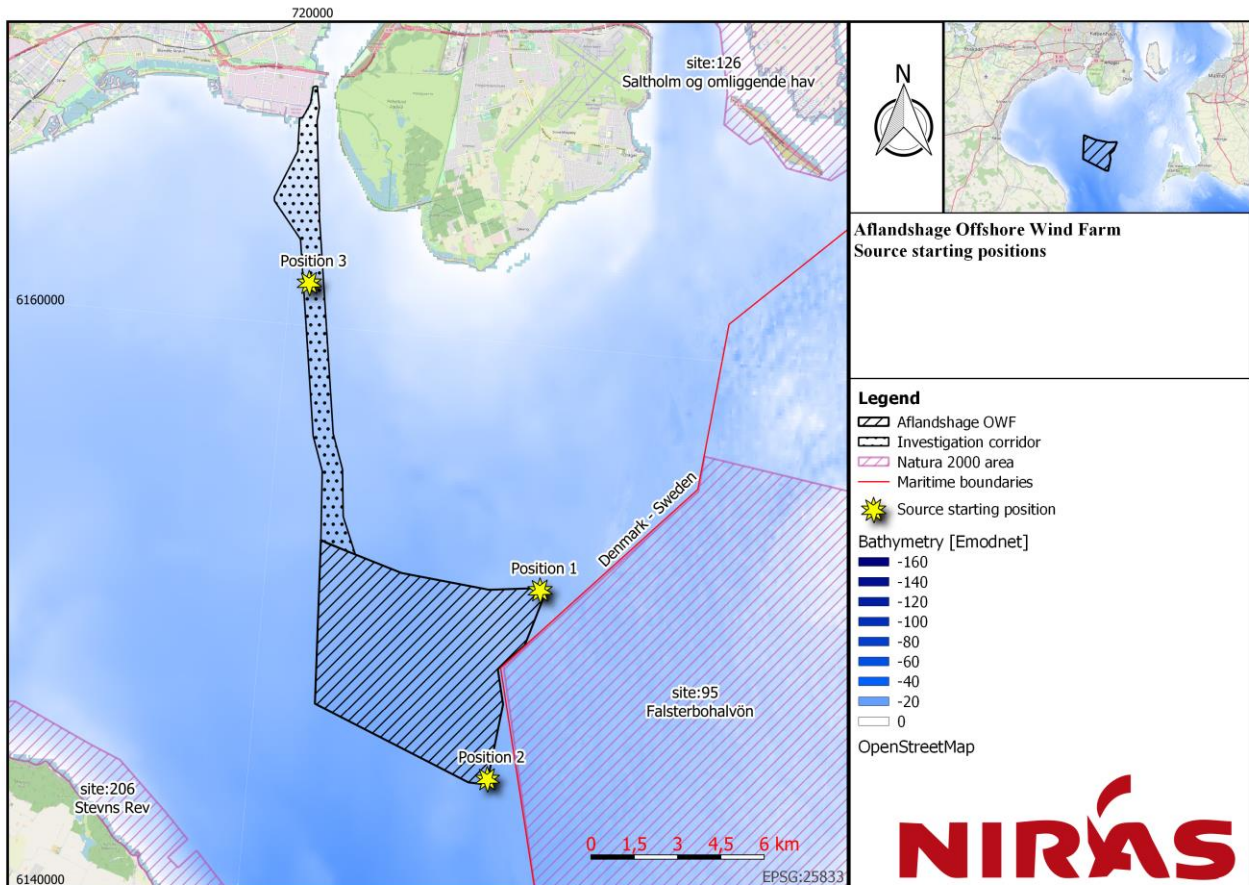 720000
site:126
Saltholm og omliggende hav
Position 3
6160000
Denmark - Sweden
Position 1
site:95
Falsterbohalvön
Position 2
site:206
Stevns Rev
0 1,5 3 4,5 6 km
6140000
EPSG:25833
N
Aflandshage Offshore Wind Farm
Source starting positions
Legend
Aflandshage OWF
Investigation corridor
Natura 2000 area
Maritime boundaries
Source starting position
Bathymetry [Emodnet]
-160
-140
-120
-100
-80
-60
-40
-20
0
OpenStreetMap
NIRAS